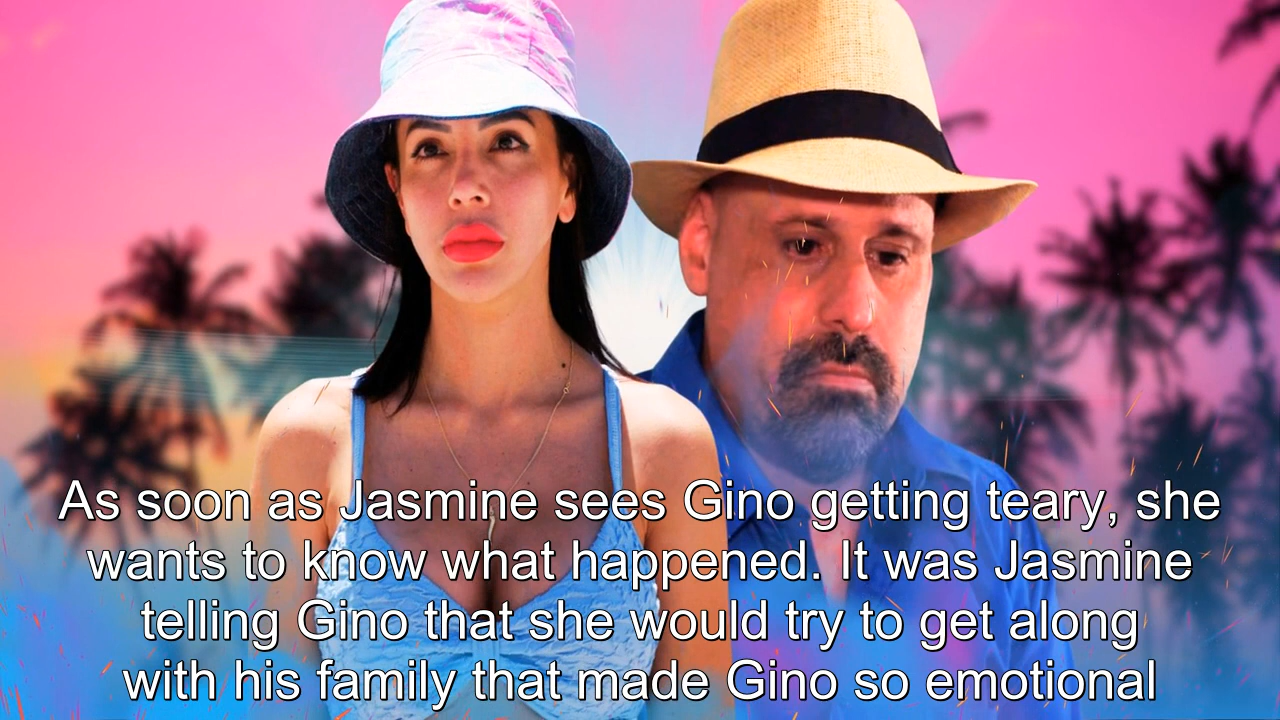 As soon as Jasmine sees Gino getting teary, she
wants to know what happened. It was Jasmine
telling Gino that she would try to get along
with his family that made Gino so emotional